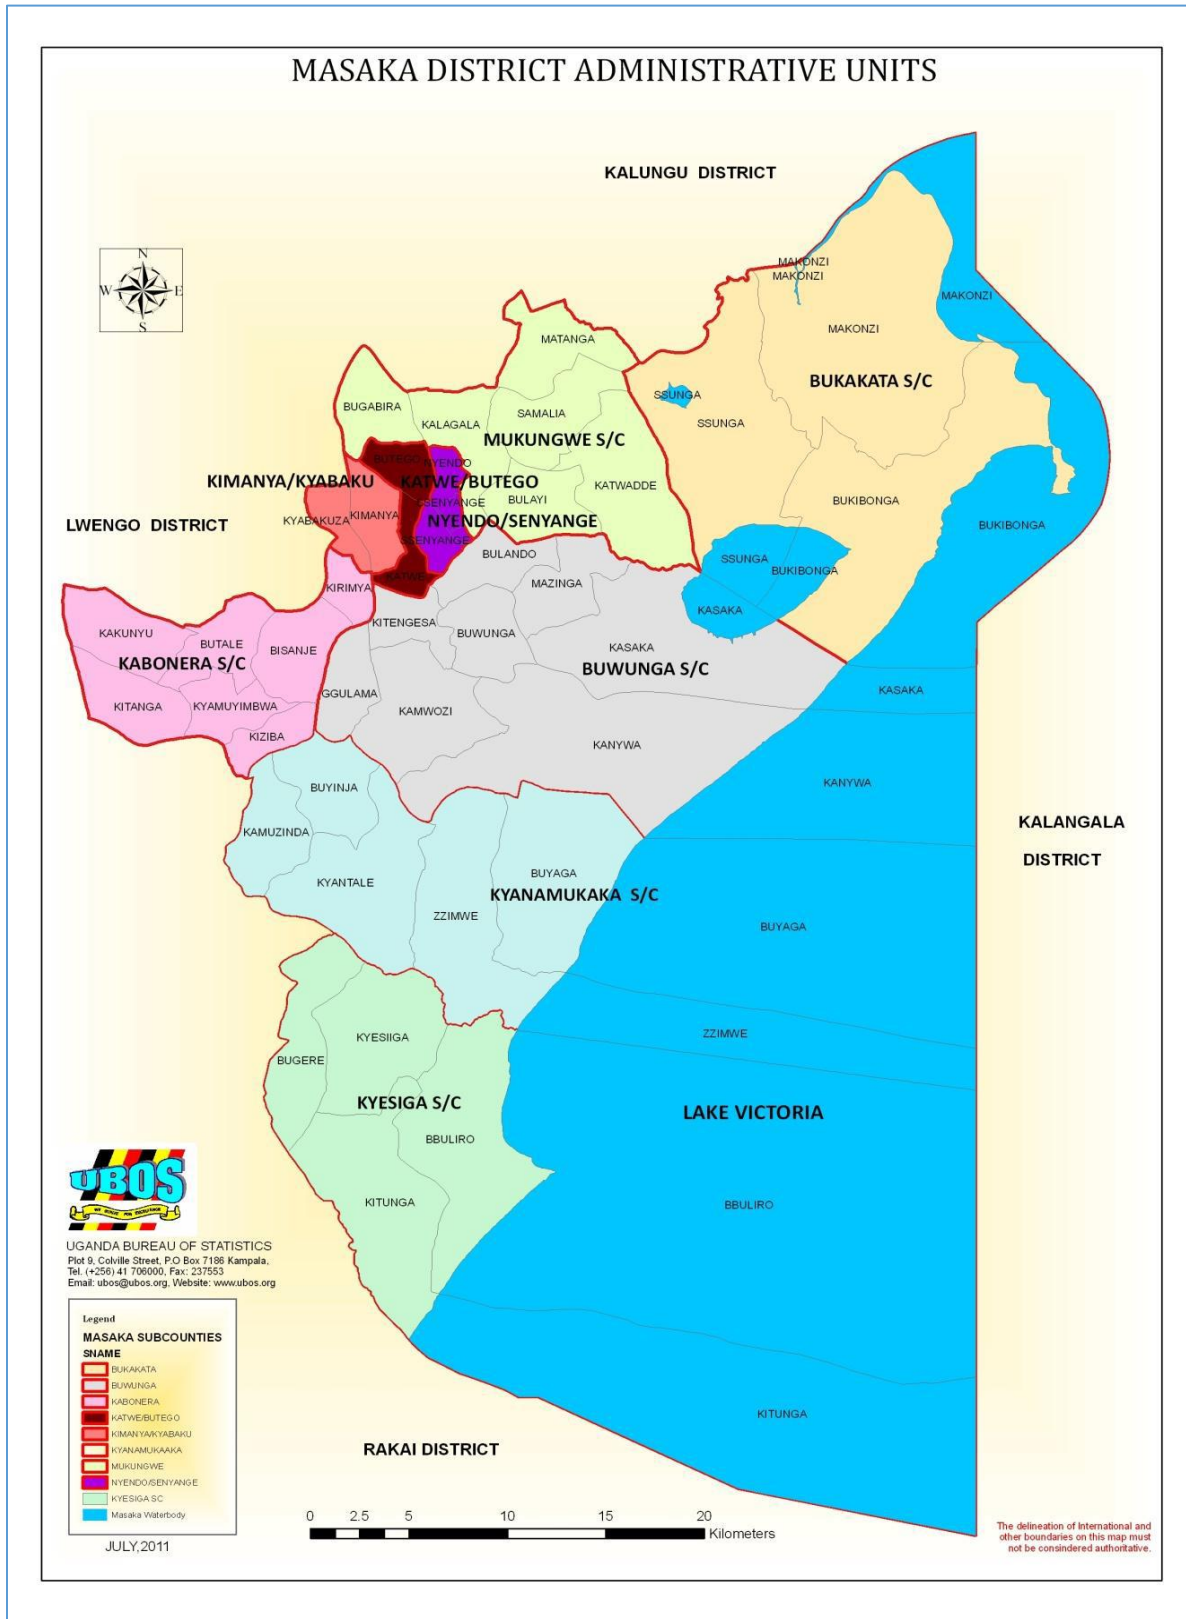 MASAKA DISTRICT ADMINISTRATIVE UNITS
KALUNGU DISTRICT
N
W E
S
MAKONZI
MAKONZI
MAKONZI
MAKONZI
MATANGA
BUKAKATA S/C
SSUNGA
BUGABIRA
SAMALIA
KALAGALA
SSUNGA
MUKUNGWE S/C
BUTEGO
NYENDO
KIMANYA/KYABAKU
KATWE/BUTEGO
KATWADDE
BULAYI
SSENYANGE
BUKIBONGA
KIMANYA
KYABAKUZA
NYENDO/SENYANGE
LWENGO DISTRICT
BUKIBONGA
SSENYANGE
BULANDO
SSUNGA
BUKIBONGA
KATWE
MAZINGA
KIRIMYA
KASAKA
KITENGESA
KAKUNYU
BUTALE
BUWUNGA
BISANJE
KASAKA
KABONERA S/C
BUWUNGA S/C
KASAKA
GGULAMA
KITANGA
KYAMUYIMBWA
KAMWOZI
KIZIBA
KANYWA
KANYWA
BUYINJA
KALANGALA
DISTRICT
KAMUZINDA
BUYAGA
KYANTALE
KYANAMUKAKA S/C
ZZIMWE
BUYAGA
ZZIMWE
KYESIIGA
BUGERE
KYESIGA S/C
LAKE VICTORIA
BBULIRO
KITUNGA
BBULIRO
UBOS
UGANDA BUREAU OF STATISTICS
Plot 9, Colville Street, P.O Box 7186 Kampala,
Tel. (+256) 41 706000, Fax: 237553
Email: ubos@ubos.org, Website: www.ubos.org
Legend
MASAKA SUBCOUNTIES
SNAME
BUKAKATA
BUWUNGA
KABONERA
KATWE/BUTEGO
KIMANYA/KYABAKU
KYANAMUKAAKA
MUKUNGWE
NYENDO/SENYANGE
KYESIGA SC
Masaka Waterbody
KITUNGA
RAKAI DISTRICT
0 2.5 5 10 15 20
Kilometers
JULY,2011
The delineation of International and
other boundaries on this map must
not be consindered authoritative.